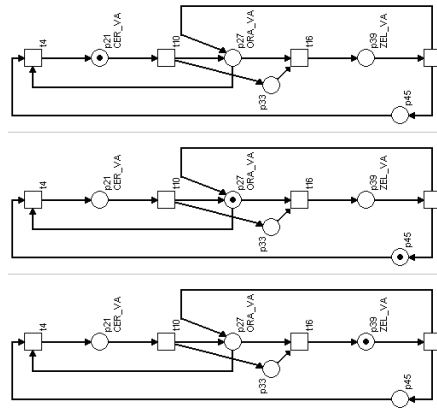 t4
p21
CER_VA
t10
p27
ORA_VA
p33
t16
p39
ZEL_VA
p45
t4
p21
CER_VA
t10
p27
ORA_VA
p33
t16
p39
ZEL_VA
p45
t4
p21
CER_VA
t10
p27
ORA_VA
p33
t16
p39
ZEL_VA
p45